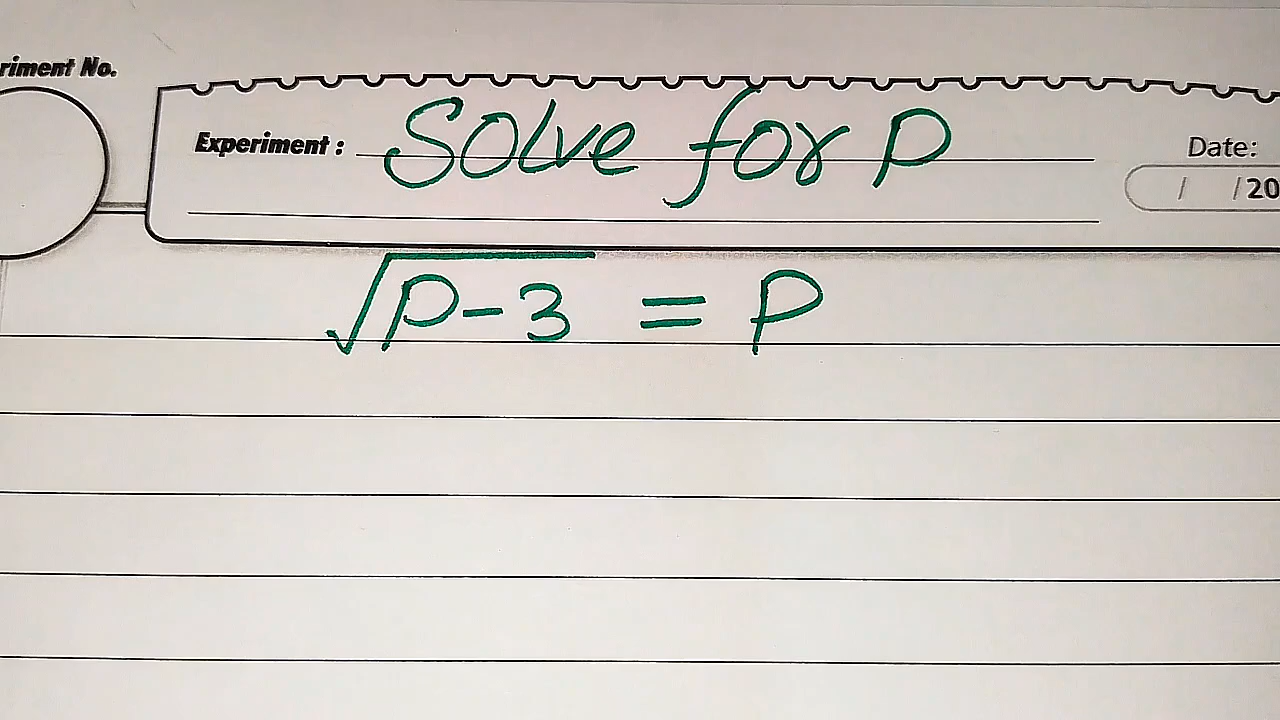 riment No.
Experiment : Solve for P
Date:
/ /20
√P-3 = P